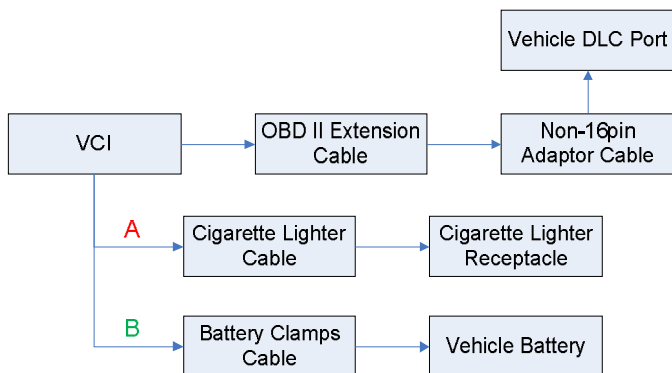 Vehicle DLC Port
VCI
OBD II Extension
Cable
Non-16pin
Adaptor Cable
A
Cigarette Lighter
Cable
Cigarette Lighter
Receptacle
B
Battery Clamps
Cable
Vehicle Battery